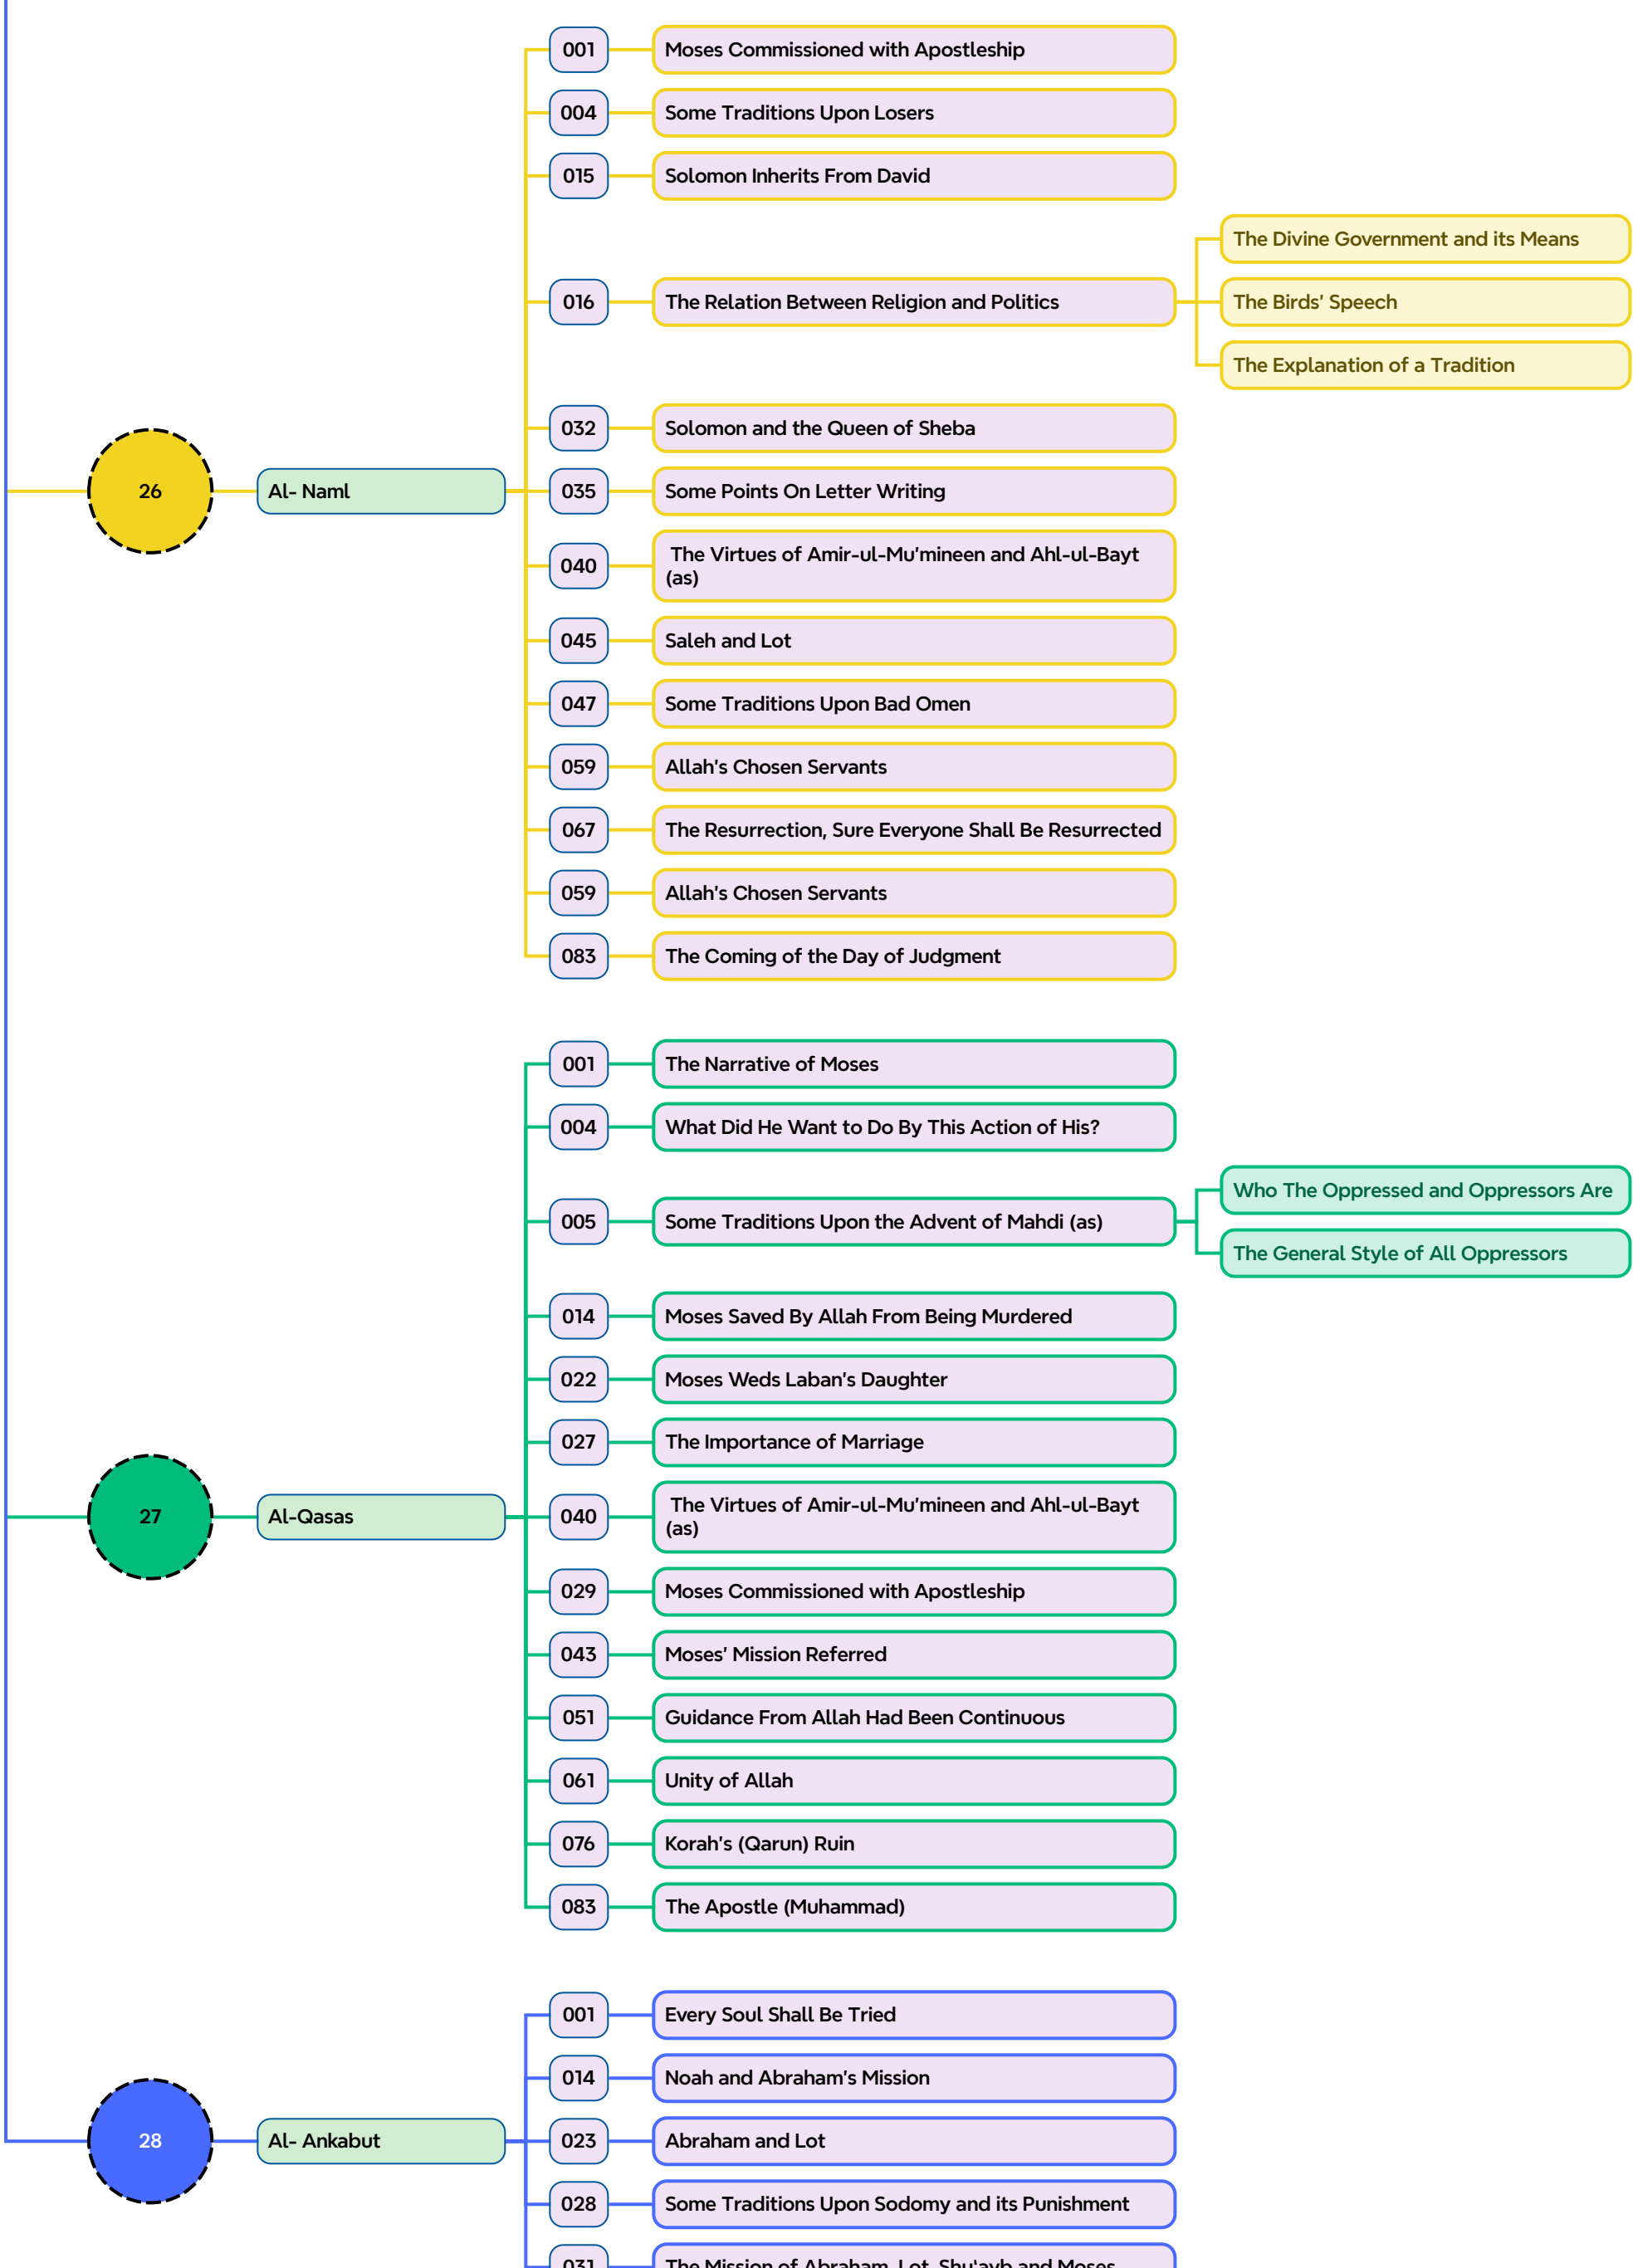 26
Al- Naml
001
Moses Commissioned with Apostleship
004
Some Traditions Upon Losers
015
Solomon Inherits From David
016
The Relation Between Religion and Politics
The Divine Government and its Means
The Birds' Speech
The Explanation of a Tradition
032
Solomon and the Queen of Sheba
035
Some Points On Letter Writing
040
The Virtues of Amir-ul-Mu'mineen and Ahl-ul-Bayt
(as)
045
Saleh and Lot
047
Some Traditions Upon Bad Omen
059
Allah's Chosen Servants
067
The Resurrection, Sure Everyone Shall Be Resurrected
059
Allah's Chosen Servants
083
The Coming of the Day of Judgment
27
Al-Qasas
001
The Narrative of Moses
004
What Did He Want to Do By This Action of His?
005
Some Traditions Upon the Advent of Mahdi (as)
Who The Oppressed and Oppressors Are
The General Style of All Oppressors
014
Moses Saved By Allah From Being Murdered
022
Moses Weds Laban's Daughter
027
The Importance of Marriage
040
The Virtues of Amir-ul-Mu'mineen and Ahl-ul-Bayt
(as)
029
Moses Commissioned with Apostleship
043
Moses' Mission Referred
051
Guidance From Allah Had Been Continuous
061
Unity of Allah
076
Korah's (Qarun) Ruin
083
The Apostle (Muhammad)
28
Al- Ankabut
001
Every Soul Shall Be Tried
014
Noah and Abraham's Mission
023
Abraham and Lot
028
Some Traditions Upon Sodomy and its Punishment
031
The Mission of Abraham, Lot, Shu'ayb and Moses